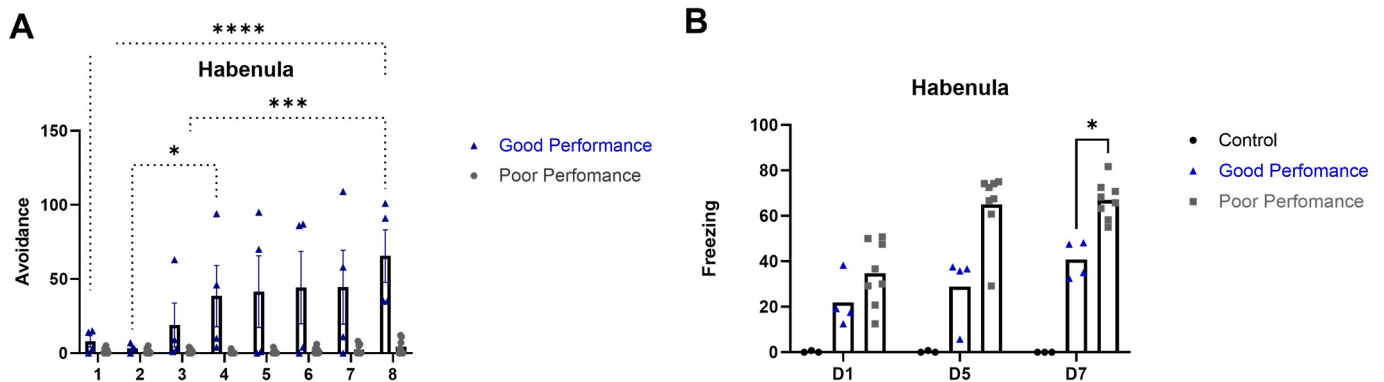 A
****
Habenula
***
*
150
100
50
0
Avoidance
1 2 3 4 5 6 7 8
Good Performance
Poor Perfomance
B
Habenula
*
100
80
60
40
20
0
Freezing
D1 D5 D7
Control
Good Perfomance
Poor Perfomance